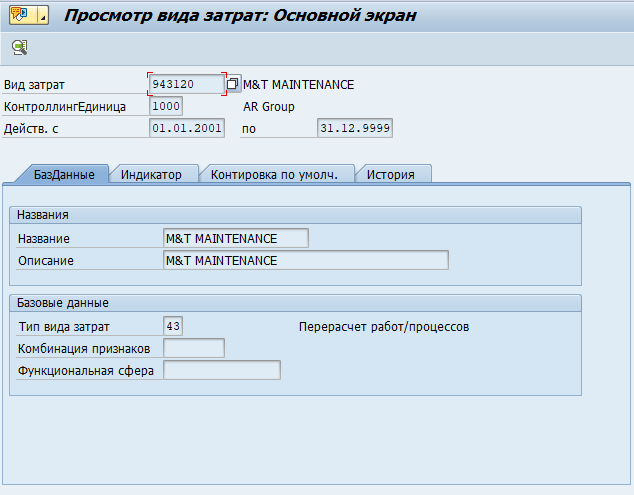 Просмотр вида затрат: Основной экран
Вид затрат 943120 M&T MAINTENANCE
КонтроллингЕдиница 1000 AR Group
Действ. с 01.01.2001 по 31.12.9999
БазДанные Индикатор Контировка по умолч. История
Названия
Название M&T MAINTENANCE
Описание M&T MAINTENANCE
Базовые данные
Тип вида затрат 43 Перерасчет работ/процессов
Комбинация признаков
Функциональная сфера